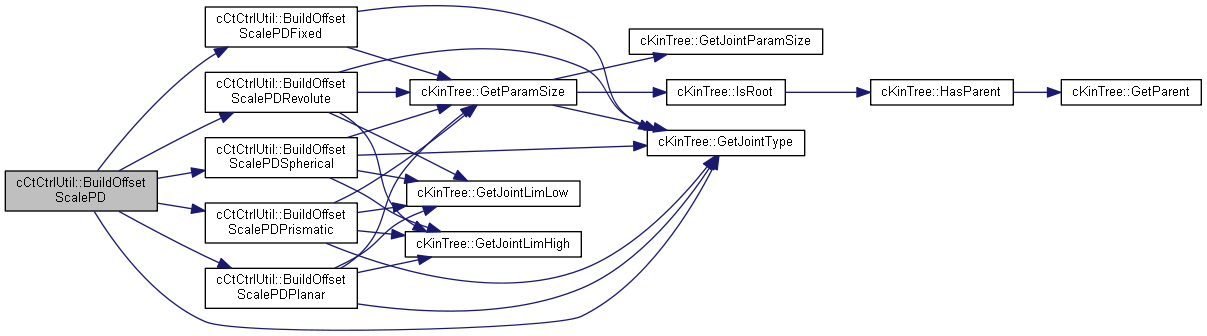 cCtCtrlUtil::BuildOffset
ScalePD
cCtCtrlUtil::BuildOffset
ScalePDFixed
cCtCtrlUtil::BuildOffset
ScalePDRevolute
cCtCtrlUtil::BuildOffset
ScalePDSpherical
cCtCtrlUtil::BuildOffset
ScalePDPrismatic
cCtCtrlUtil::BuildOffset
ScalePDPlanar
cKinTree::GetParamSize
cKinTree::GetJointLimLow
cKinTree::GetJointLimHigh
cKinTree::GetJointParamSize
cKinTree::IsRoot
cKinTree::GetJointType
cKinTree::HasParent
cKinTree::GetParent